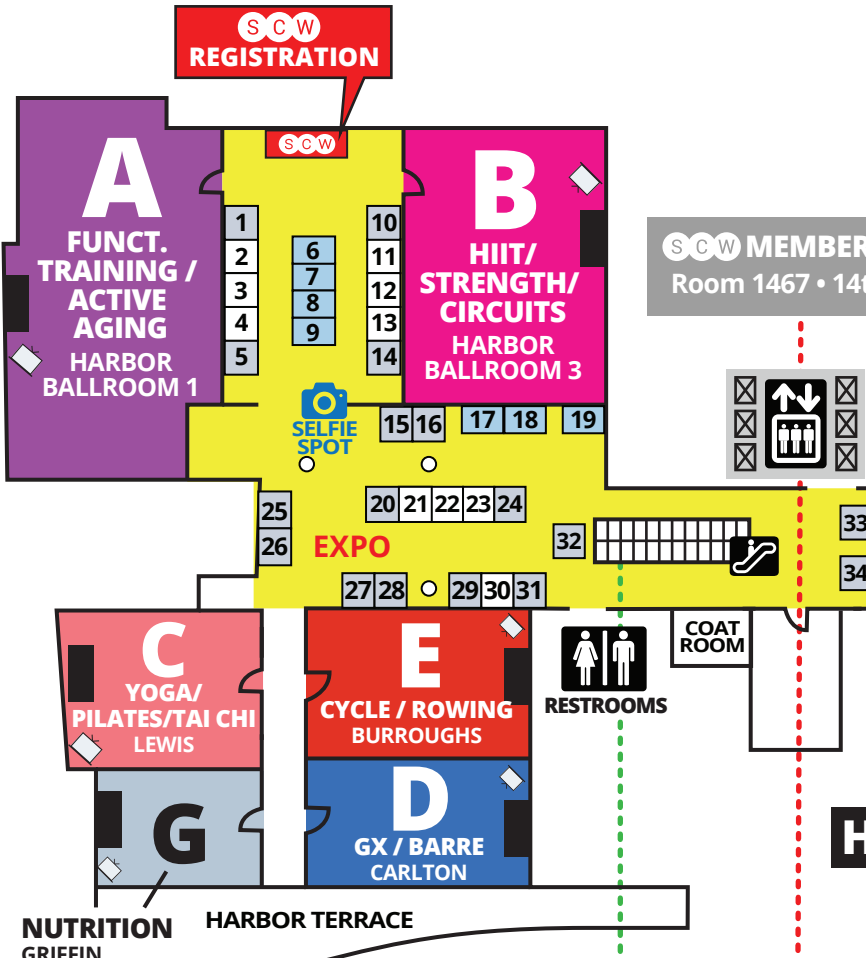 SCW
REGISTRATION
SCW
A
FUNCT.
TRAINING /
ACTIVE
AGING
HARBOR
BALLROOM 1
B
HIIT/
STRENGTH/
CIRCUITS
HARBOR
BALLROOM 3
SCW MEMBER
Room 1467 • 14t
1
2
3
4
5
6
7
8
9
10
11
12
13
14
SELFIE
SPOT
15 16 17 18 19
20 21 22 23 24
25
26
EXPO
27 28 29 30 31
32
33
34
C
YOGA/
PILATES/TAI CHI
LEWIS
E
CYCLE / ROWING
BURROUGHS
RESTROOMS
COAT
ROOM
G
D
GX / BARRE
CARLTON
H
NUTRITION
GRIFFIN
HARBOR TERRACE